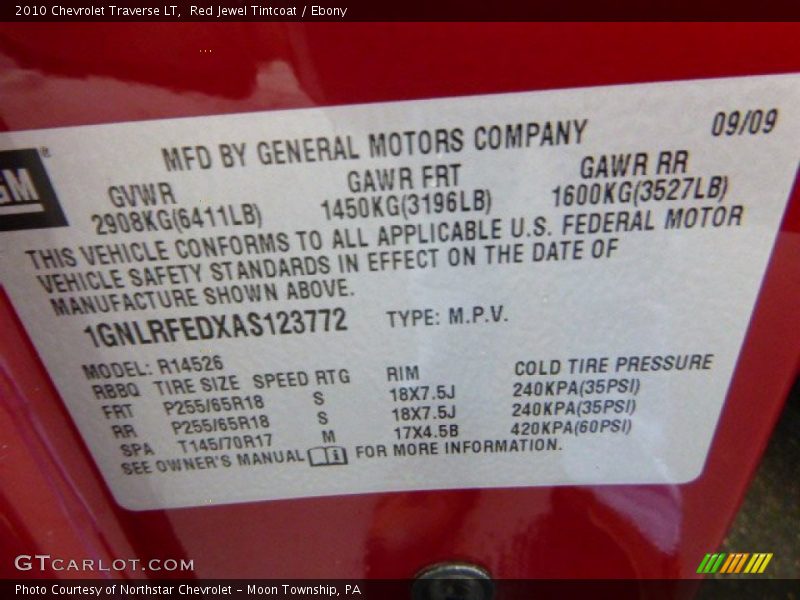 2010 Chevrolet Traverse LT,  Red Jewel Tintcoat / Ebony
09/09
MFD BY GENERAL MOTORS COMPANY
GM
GVWR GAWR FRT GAWR RR
2908KG(6411LB) 1450KG(3196LB) 1600KG(3527LB)
THIS VEHICLE CONFORMS TO ALL APPLICABLE U.S. FEDERAL MOTOR
VEHICLE SAFETY STANDARDS IN EFFECT ON THE DATE OF
MANUFACTURE SHOWN ABOVE.
1GNLRFEDXAS123772 TYPE: M.P.V.
MODEL: R14526
RBBQ TIRE SIZE SPEED RTG RIM COLD TIRE PRESSURE
FRT P255/65R18 S 18X7.5J 240KPA(35PSI)
RR P255/65R18 S 18X7.5J 240KPA(35PSI)
SPA T145/70R17 M 17X4.5B 420KPA(60PSI)
SEE OWNER'S MANUAL FOR MORE INFORMATION.
GTCARLOT.COM
Photo Courtesy of Northstar Chevrolet - Moon Township, PA